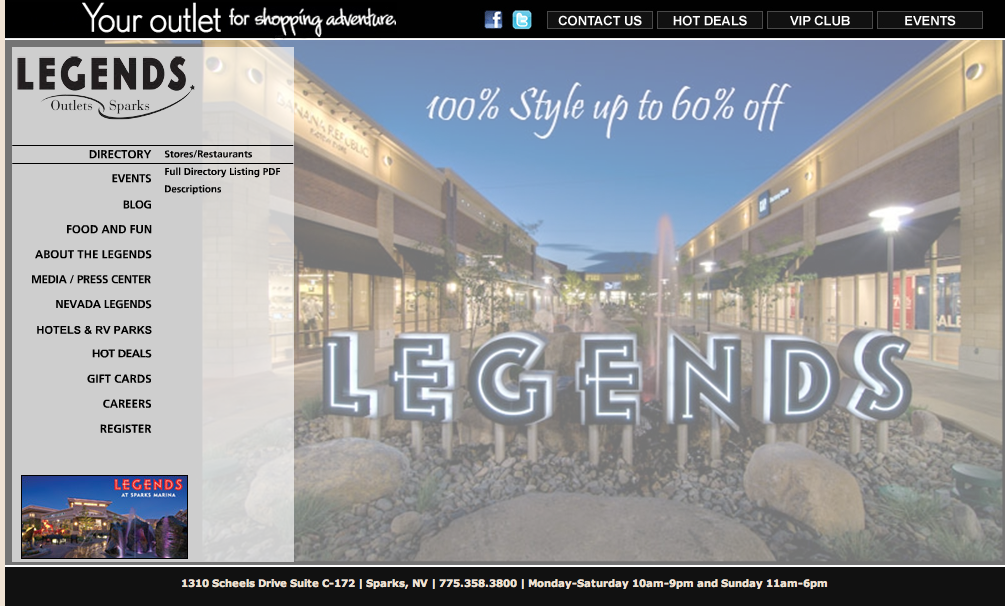 Your outlet for shopping adventure.
CONTACT US
HOT DEALS
VIP CLUB
EVENTS
LEGENDS
Outlets Sparks
100% Style up to 60% off
BANANA REPUBLIC
DIRECTORY
Stores/Restaurants
Full Directory Listing PDF
Descriptions
EVENTS
BLOG
FOOD AND FUN
ABOUT THE LEGENDS
MEDIA / PRESS CENTER
NEVADA LEGENDS
HOTELS & RV PARKS
HOT DEALS
GIFT CARDS
CAREERS
REGISTER
LEGENDS
LEGENDS
AT SPARKS MARINA
1310 Scheels Drive Suite C-172 | Sparks, NV | 775.358.3800 | Monday-Saturday 10am-9pm and Sunday 11am-6pm